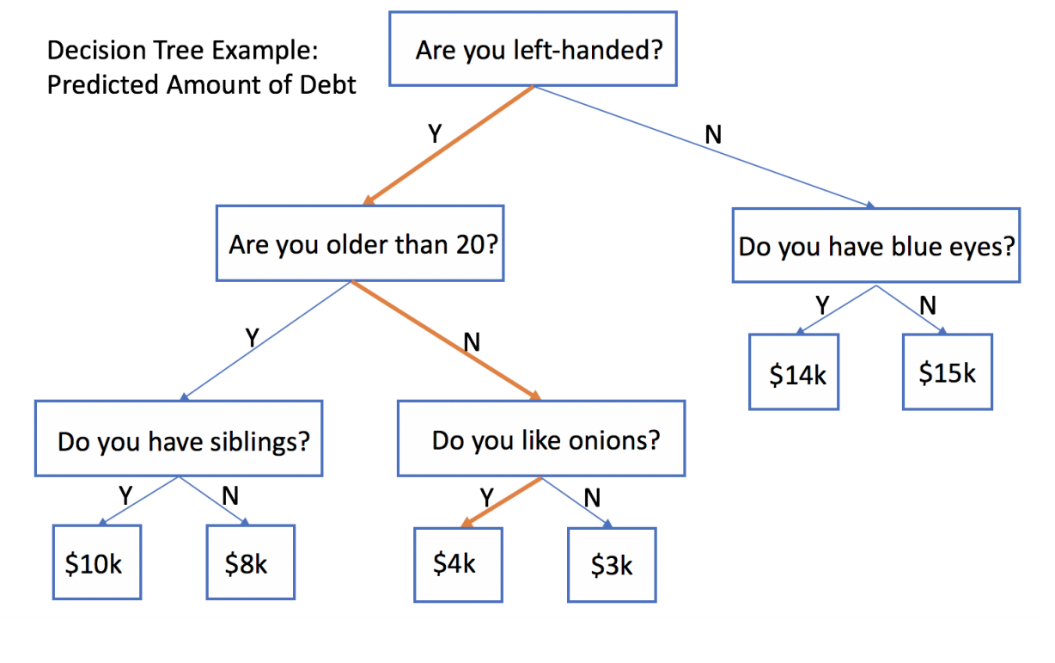 Decision Tree Example:
Predicted Amount of Debt
Are you left-handed?
Y
N
Are you older than 20?
Do you have blue eyes?
Y
N
Y
N
$14k
$15k
Do you have siblings?
Do you like onions?
Y
N
Y
N
$10k
$8k
$4k
$3k